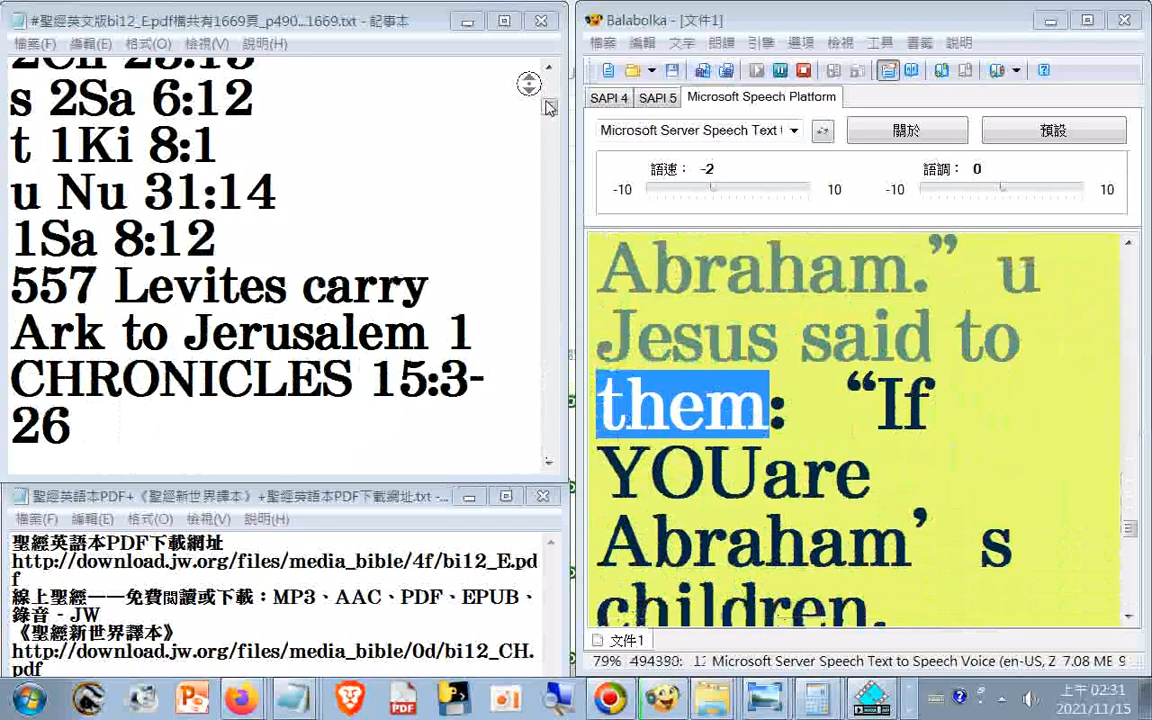 #聖經英文版bi12_Epdf檔共有1669頁_p490...1669.txt - 記事本
檔案(F) 編輯(E) 格式(O) 檢視(V) 說明(H)
2Ch 23:13
s 2Sa 6:12
t 1Ki 8:1
u Nu 31:14
1Sa 8:12
557 Levites carry
Ark to Jerusalem 1
CHRONICLES 15:3-
26
聖經英語本PDF+《聖經新世界譯本》+聖經英語本PDF下載網址.txt - ...
檔案(F) 編輯(E) 格式(O) 檢視(V) 說明(H)
聖經英語本PDF下載網址
http://download.jw.org/files/media_bible/4f/bi12_E.pd
f
線上聖經——免費閱讀或下載：MP3、AAC、PDF、EPUB、
錄音 - JW
《聖經新世界譯本》
http://download.jw.org/files/media_bible/0d/bi12_CH.
pdf
Balabolka - [文件1]
檔案 編輯 文字 朗讀 引擎 選項 檢視 工具 書籤 說明
SAPI 4 SAPI 5 Microsoft Speech Platform
Microsoft Server Speech Text 關於 預設
語速： -2 語調： 0
-10 10 -10 10
Abraham.” u
Jesus said to
them: “If
YOUare
Abraham’s
children,
文件1
79% 494390: Microsoft Server Speech Text to Speech Voice (en-US, Z 7.08 MB 9
PDF
上午 02:31
2021/11/15